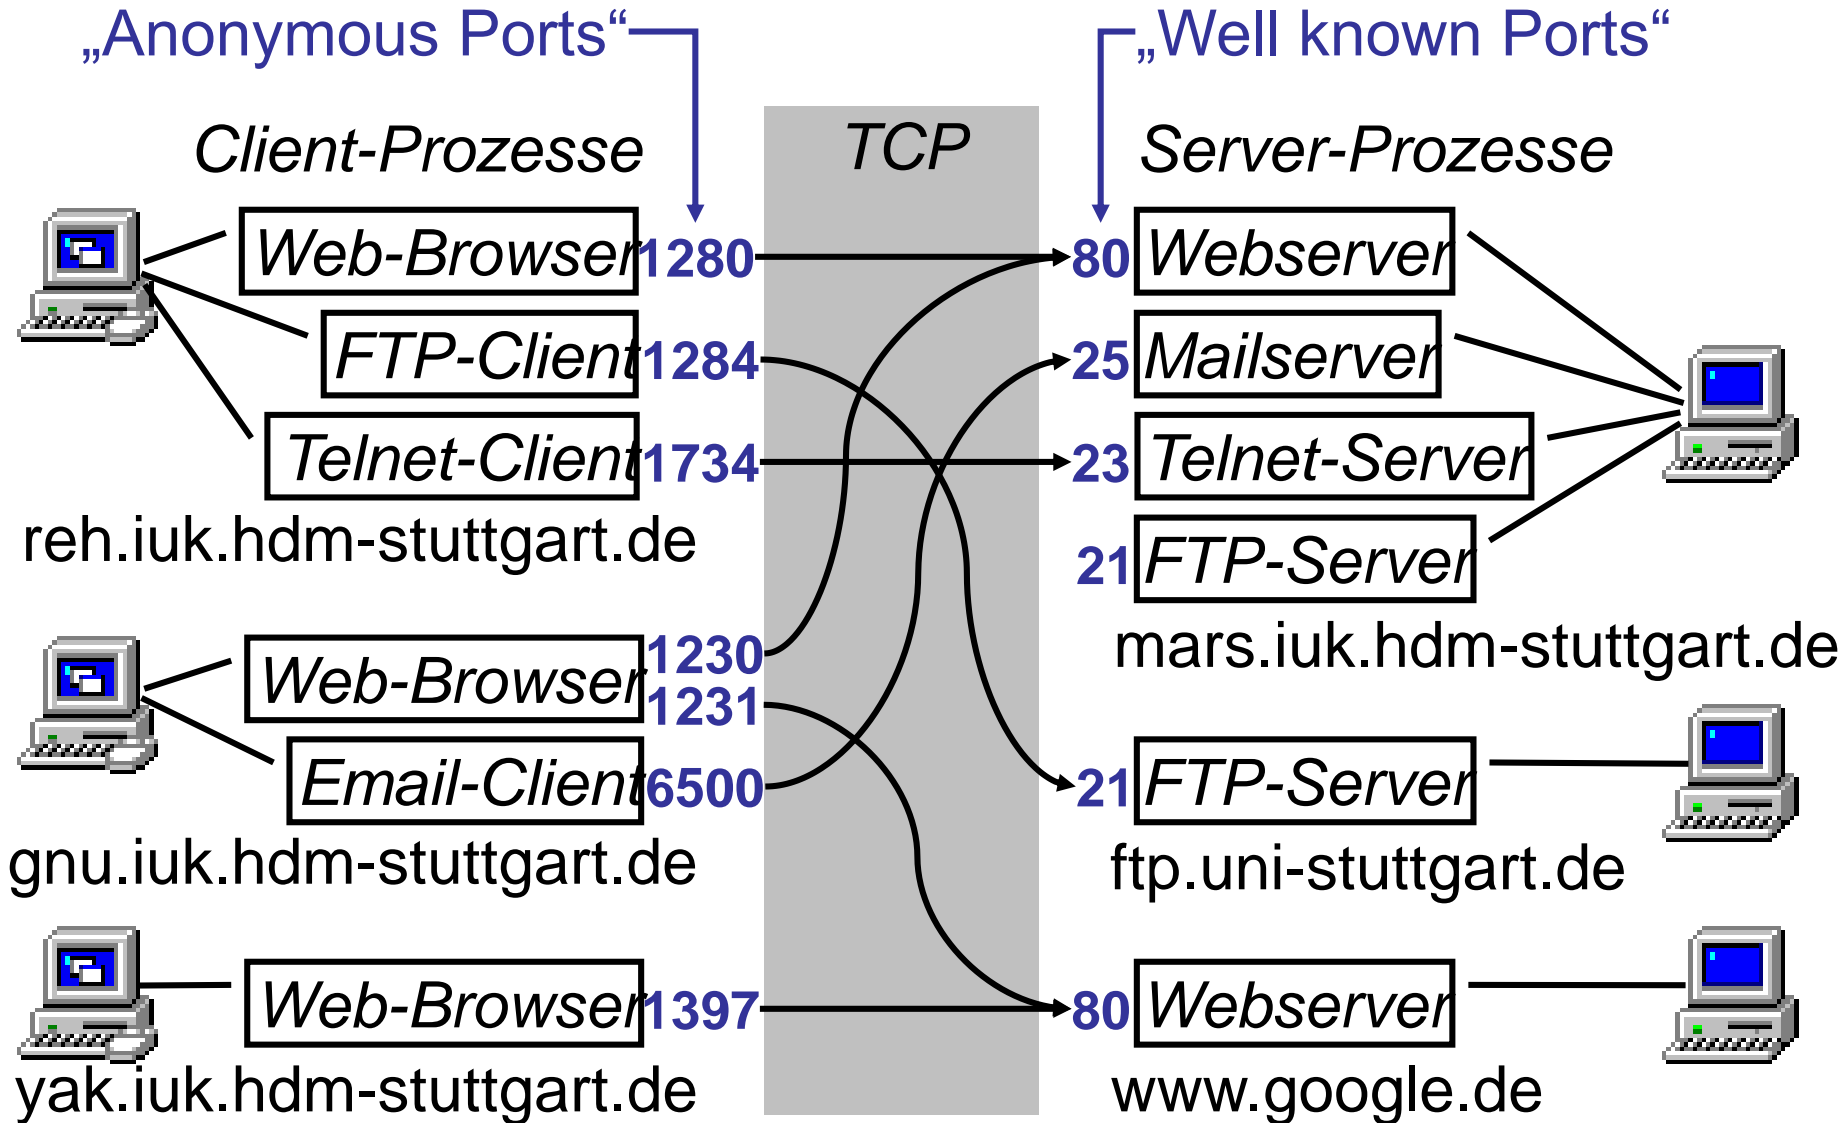 „Anonymous Ports“ „Well known Ports“
Client-Prozesse TCP Server-Prozesse
Web-Browser 1280 80 Webserver
FTP-Client 1284 25 Mailserver
Telnet-Client 1734 23 Telnet-Server
reh.iuk.hdm-stuttgart.de
21 FTP-Server
mars.iuk.hdm-stuttgart.de
1230
Web-Browser
1231
Email-Client 6500 21 FTP-Server
gnu.iuk.hdm-stuttgart.de ftp.uni-stuttgart.de
Web-Browser 1397 80 Webserver
yak.iuk.hdm-stuttgart.de www.google.de